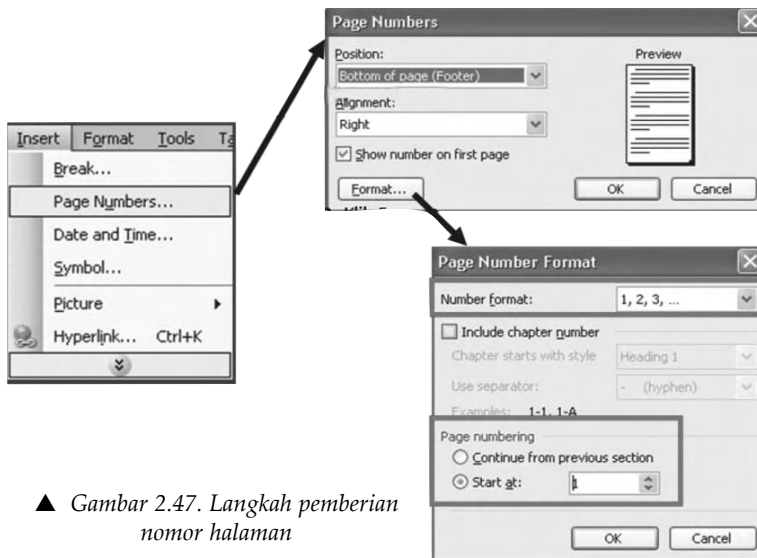 Page Numbers
Position:
Preview
Bottom of page (Footer)
Alignment:
Right
Show number on first page
Format...
OK
Cancel
Insert Format Tools
Break...
Page Numbers...
Date and Time...
Symbol...
Picture
Hyperlink... Ctrl+K
Page Number Format
Number format:
1, 2, 3, ...
Include chapter number
Chapter starts with style
Heading 1
Use separator:
- (hyphen)
Examples: 1-1, 1-A
Page numbering
Continue from previous section
Start at:
1
OK
Cancel
▲ Gambar 2.47. Langkah pemberian
nomor halaman